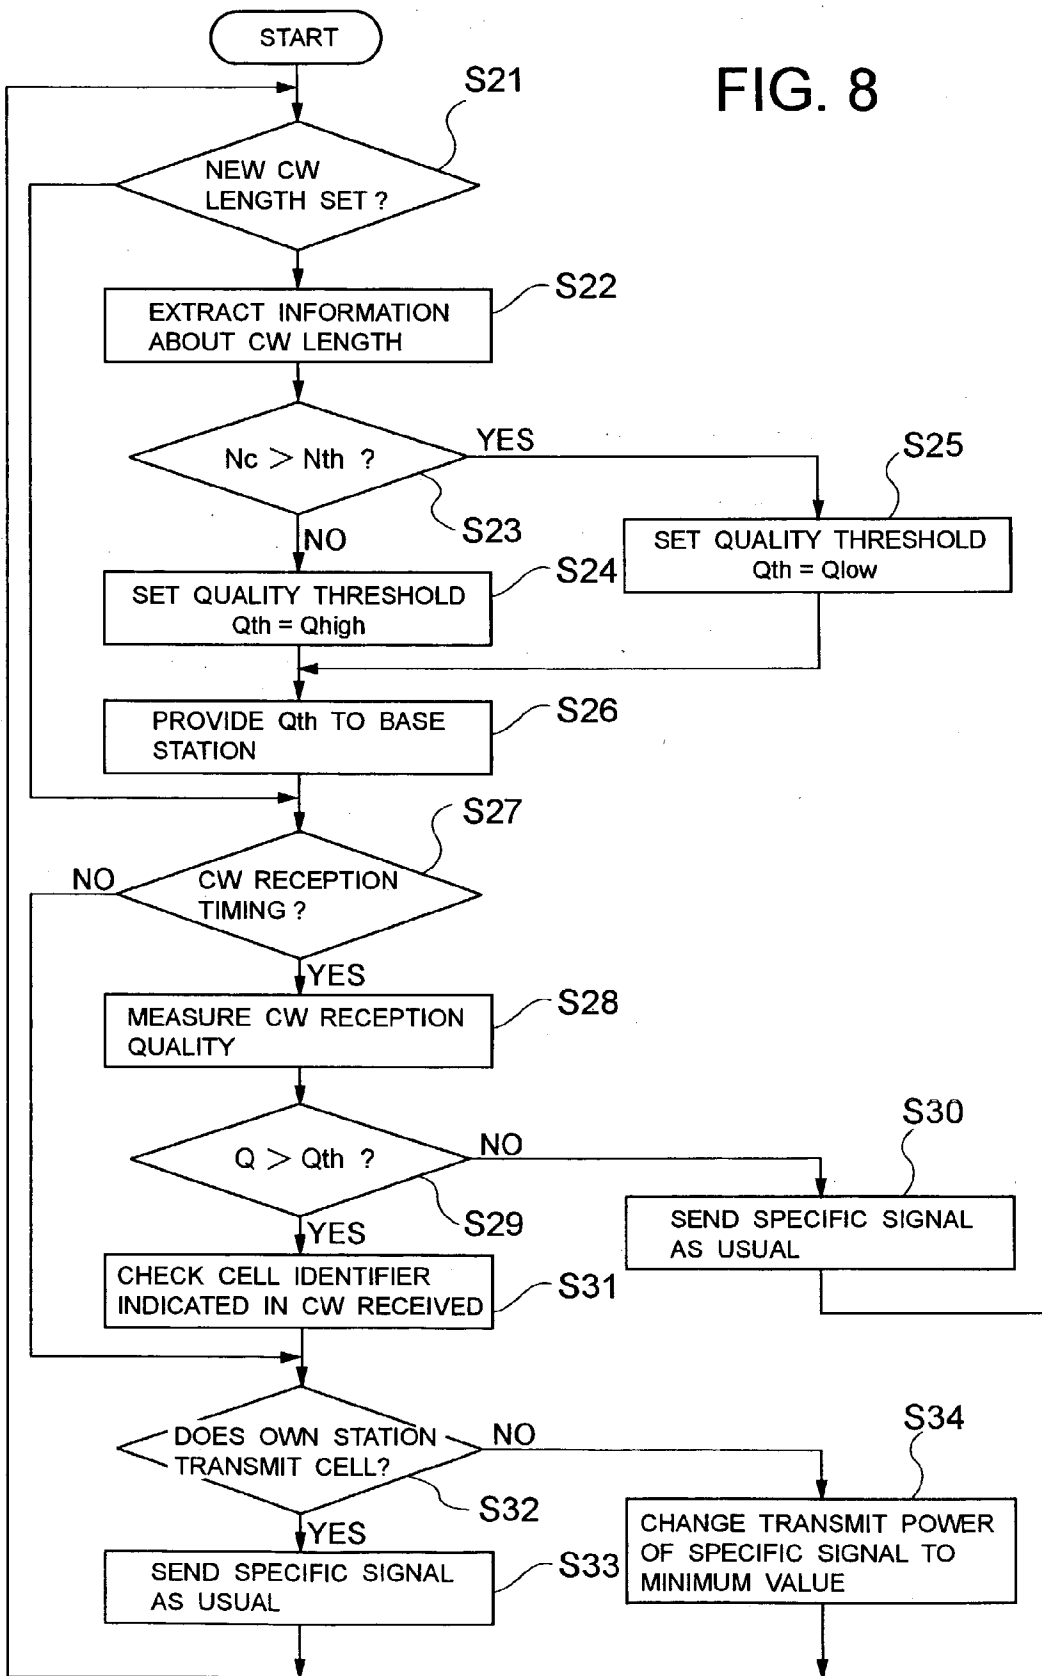 START
FIG. 8
S21
NEW CW
LENGTH SET ?
S22
EXTRACT INFORMATION
ABOUT CW LENGTH
Nc > Nth ?
YES
S23
NO
S25
SET QUALITY THRESHOLD
Qth = Qlow
S24
SET QUALITY THRESHOLD
Qth = Qhigh
S26
PROVIDE Qth TO BASE
STATION
S27
NO
CW RECEPTION
TIMING ?
YES
S28
MEASURE CW RECEPTION
QUALITY
Q > Qth ?
NO
S29
YES
S30
SEND SPECIFIC SIGNAL
AS USUAL
CHECK CELL IDENTIFIER
INDICATED IN CW RECEIVED
S31
DOES OWN STATION
TRANSMIT CELL?
NO
S32
YES
S34
CHANGE TRANSMIT POWER
OF SPECIFIC SIGNAL TO
MINIMUM VALUE
SEND SPECIFIC SIGNAL
AS USUAL
S33